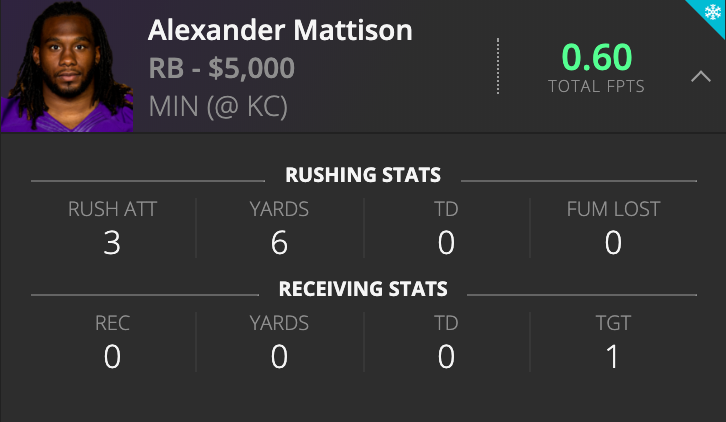 Alexander Mattison
RB - $5,000
MIN (@ KC)
0.60
TOTAL FPTS
RUSHING STATS
RUSH ATT YARDS TD FUM LOST
3 6 0 0
RECEIVING STATS
REC YARDS TD TGT
0 0 0 1